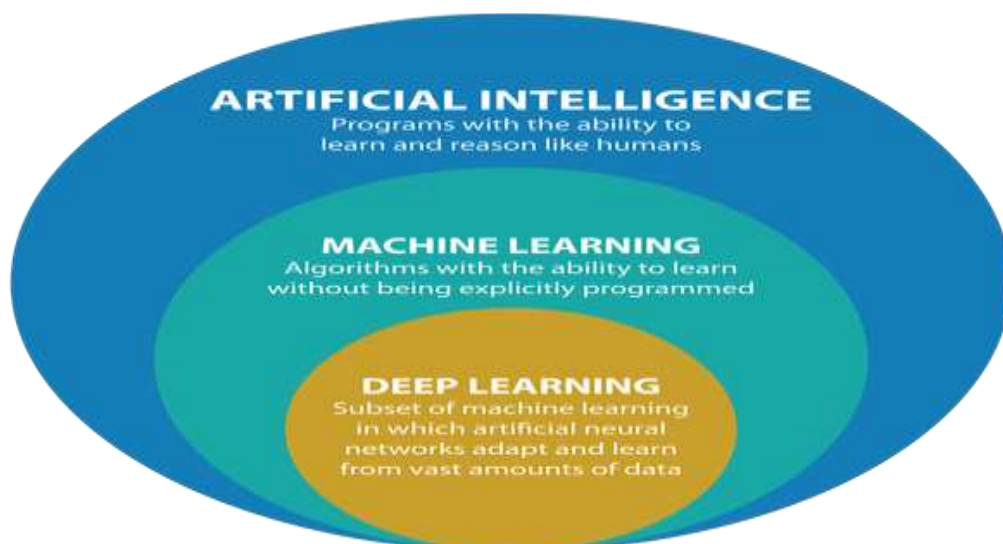 ARTIFICIAL INTELLIGENCE
Programs with the ability to
learn and reason like humans
MACHINE LEARNING
Algorithms with the ability to learn
without being explicitly programmed
DEEP LEARNING
Subset of machine learning
in which artificial neural
networks adapt and learn
from vast amounts of data